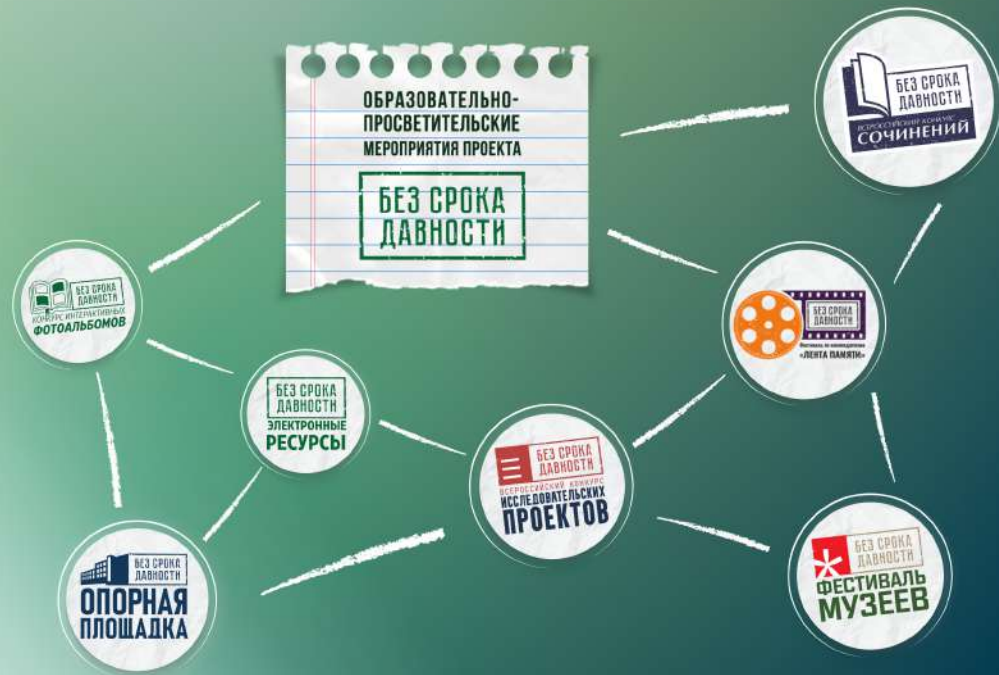 ОБРАЗОВАТЕЛЬНО-
ПРОСВЕТИТЕЛЬСКИЕ
МЕРОПРИЯТИЯ ПРОЕКТА
БЕЗ СРОКА
ДАВНОСТИ
БЕЗ СРОКА
ДАВНОСТИ
ВСЕРОССИЙСКИЙ КОНКУРС
СОЧИНЕНИЙ
БЕЗ СРОКА
ДАВНОСТИ
КОНКУРС ИНТЕРАКТИВНЫХ
ФОТОАЛЬБОМОВ
БЕЗ СРОКА
ДАВНОСТИ
«ЛЕНТА ПАМЯТИ»
БЕЗ СРОКА
ДАВНОСТИ
ЭЛЕКТРОННЫЕ
РЕСУРСЫ
БЕЗ СРОКА
ДАВНОСТИ
ВСЕРОССИЙСКИЙ КОНКУРС
ИССЛЕДОВАТЕЛЬСКИХ
ПРОЕКТОВ
БЕЗ СРОКА
ДАВНОСТИ
ОПОРНАЯ
ПЛОЩАДКА
БЕЗ СРОКА
ДАВНОСТИ
ФЕСТИВАЛЬ
МУЗЕЕВ